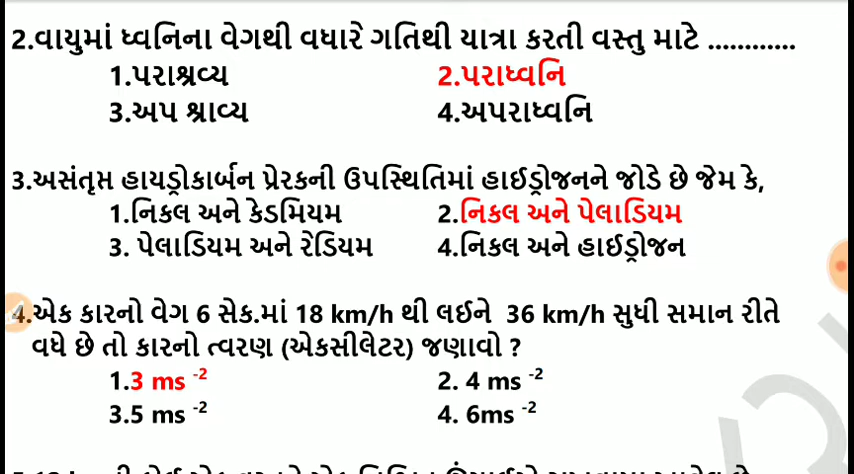 2.વાયુમાં ધ્વનિના વેગથી વધારે ગતિથી યાત્રા કરતી વસ્તુ માટે ............
1.પરાશ્રવ્ય 2.પરાધ્વનિ
3.અપ શ્રાવ્ય 4.અપરાધ્વનિ
3.અસંતૃપ્ત હાયડ્રોકાર્બન પ્રેરકની ઉપસ્થિતિમાં હાઈડ્રોજનને જોડે છે જેમ કે,
1.નિકલ અને કેડમિયમ 2.નિકલ અને પેલાડિયમ
3. પેલાડિયમ અને રેડિયમ 4.નિકલ અને હાઈડ્રોજન
4.એક કારનો વેગ 6 સેક.માં 18 km/h થી લઈને 36 km/h સુધી સમાન રીતે
વધે છે તો કારનો ત્વરણ (એકસીલેટર) જણાવો ?
1.3 ms -2 2. 4 ms -2
3.5 ms -2 4. 6ms -2